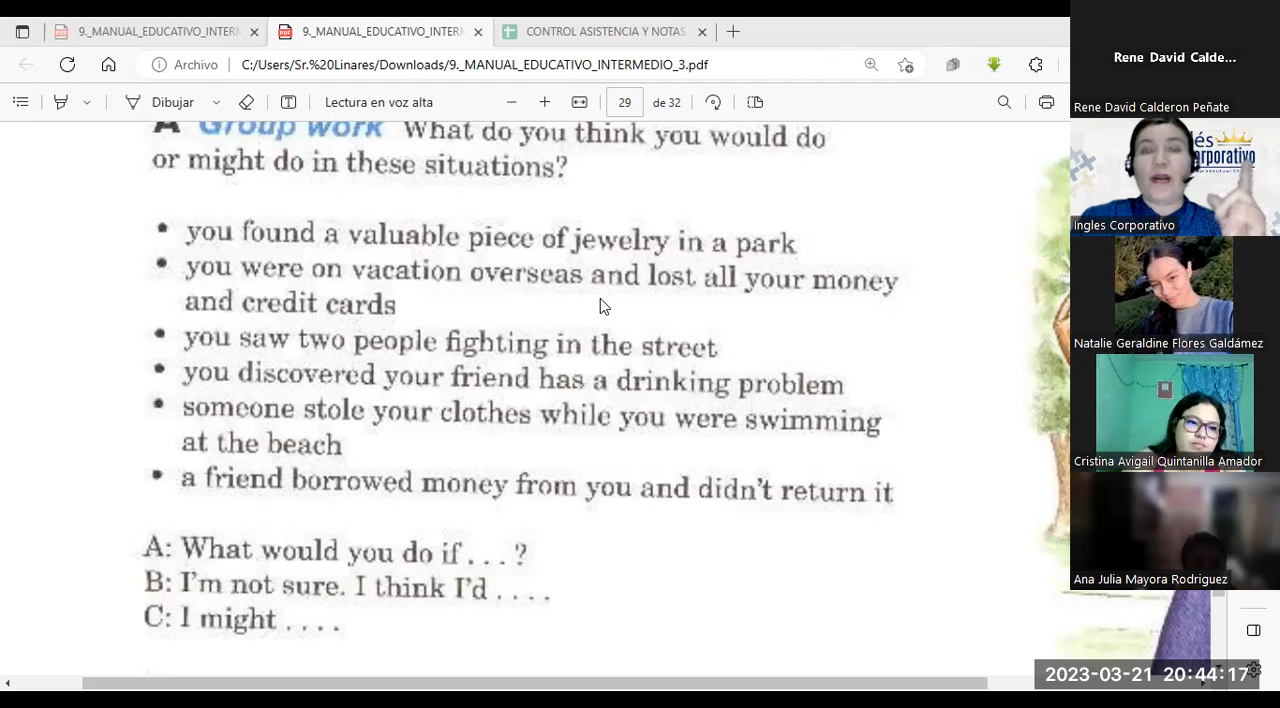 9._MANUAL_EDUCATIVO_INTERM
9._MANUAL_EDUCATIVO_INTERM
CONTROL ASISTENCIA Y NOTAS
Archivo
C:/Users/Sr.%20Linares/Downloads/9._MANUAL_EDUCATIVO_INTERMEDIO_3.pdf
Dibujar
Lectura en voz alta
29
de 32
A Group work What do you think you would do
or might do in these situations?
• you found a valuable piece of jewelry in a park
• you were on vacation overseas and lost all your money
and credit cards
• you saw two people fighting in the street
• you discovered your friend has a drinking problem
• someone stole your clothes while you were swimming
at the beach
• a friend borrowed money from you and didn't return it
A: What would you do if . . . ?
B: I'm not sure. I think I'd . . . .
C: I might . . . .
Rene David Calde...
Rene David Calderon Peñate
lés
orporativo
Ingles Corporativo
Natalie Geraldine Flores Galdámez
Cristina Avigail Quintanilla Amador
Ana Julia Mayora Rodriguez
2023-03-21 20:44:17